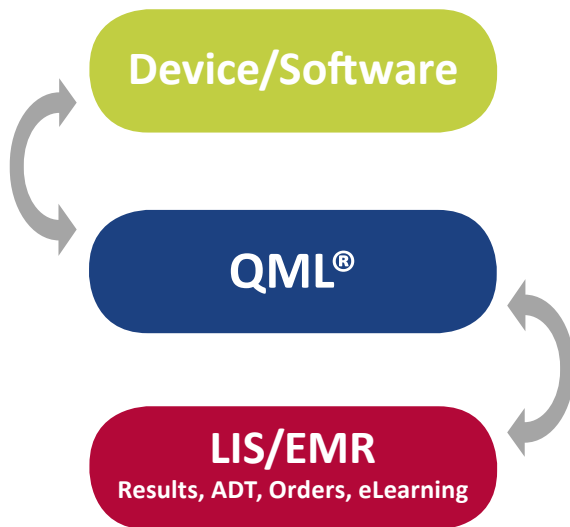 Device/Software
QML®
LIS/EMR
Results, ADT, Orders, eLearning